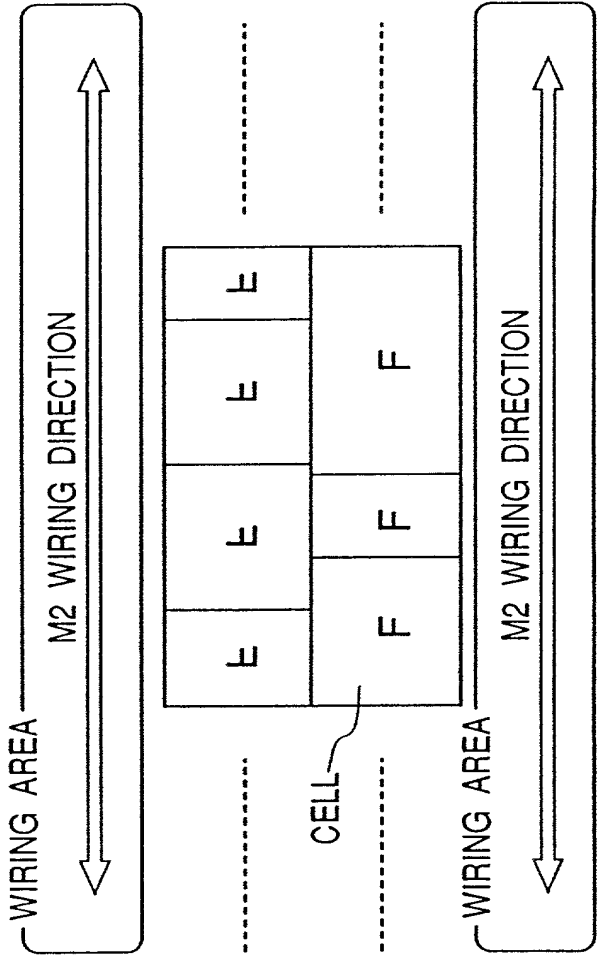 WIRING AREA
M2 WIRING DIRECTION
F F F F
CELL
F F F
WIRING AREA
M2 WIRING DIRECTION